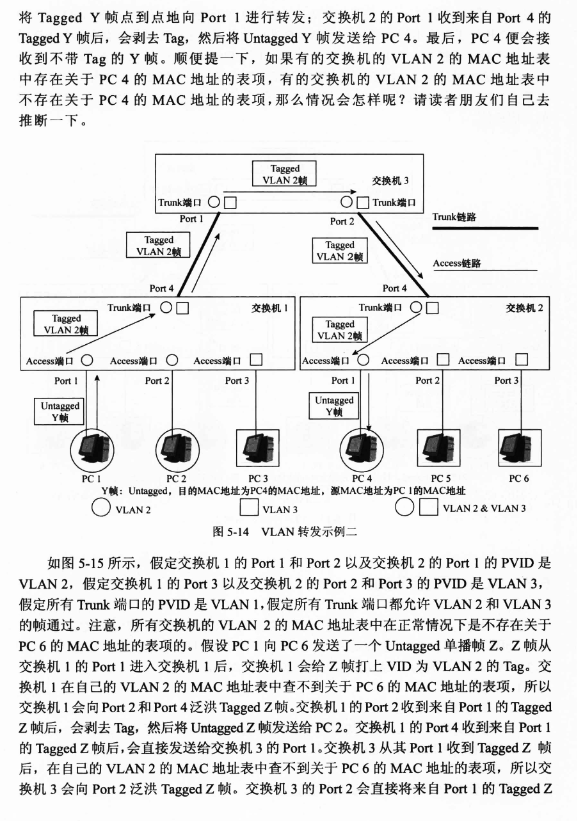 将 Tagged Y 帧点到点地向 Port 1 进行转发；交换机 2 的 Port 1 收到来自 Port 4 的
Tagged Y 帧后，会剥去 Tag，然后将 Untagged Y 帧发送给 PC 4。最后，PC 4 便会接
收到不带 Tag 的 Y 帧。顺便提一下，如果有的交换机的 VLAN 2 的 MAC 地址表
中存在关于 PC 4 的 MAC 地址的表项，有的交换机的 VLAN 2 的 MAC 地址表中
不存在关于 PC 4 的 MAC 地址的表项，那么情况会怎样呢？请读者朋友们自己去
推断一下。
Tagged
VLAN 2帧
交换机 3
Trunk端口
Trunk端口
Port 1
Port 2
Trunk链路
Tagged
VLAN 2帧
Tagged
VLAN 2帧
Access链路
Port 4
Port 4
Trunk端口
交换机 1
Trunk端口
交换机 2
Tagged
VLAN 2帧
Tagged
VLAN 2帧
Access端口
Access端口
Access端口
Access端口
Access端口
Access端口
Port 1
Port 2
Port 3
Port 1
Port 2
Port 3
Untagged
Y帧
Untagged
Y帧
PC 1
PC 2
PC 3
PC 4
PC 5
PC 6
Y帧：Untagged，目的MAC地址为PC4的MAC地址，源MAC地址为PC 1的MAC地址
VLAN 2
VLAN 3
VLAN 2 & VLAN 3
图 5-14 VLAN 转发示例二
如图 5-15 所示，假定交换机 1 的 Port 1 和 Port 2 以及交换机 2 的 Port 1 的 PVID 是
VLAN 2，假定交换机 1 的 Port 3 以及交换机 2 的 Port 2 和 Port 3 的 PVID 是 VLAN 3，
假定所有 Trunk 端口的 PVID 是 VLAN 1，假定所有 Trunk 端口都允许 VLAN 2 和 VLAN 3
的帧通过。注意，所有交换机的 VLAN 2 的 MAC 地址表中在正常情况下是不存在关于
PC 6 的 MAC 地址的表项的。假设 PC 1 向 PC 6 发送了一个 Untagged 单播帧 Z。Z 帧从
交换机 1 的 Port 1 进入交换机 1 后，交换机 1 会给 Z 帧打上 VID 为 VLAN 2 的 Tag。交
换机 1 在自己的 VLAN 2 的 MAC 地址表中查不到关于 PC 6 的 MAC 地址的表项，所以
交换机 1 会向 Port 2 和 Port 4 泛洪 Tagged Z 帧。交换机 1 的 Port 2 收到来自 Port 1 的 Tagged
Z 帧后，会剥去 Tag，然后将 Untagged Z 帧发送给 PC 2。交换机 1 的 Port 4 收到来自 Port 1
的 Tagged Z 帧后，会直接发送给交换机 3 的 Port 1。交换机 3 从其 Port 1 收到 Tagged Z 帧
后，在自己的 VLAN 2 的 MAC 地址表中查不到关于 PC 6 的 MAC 地址的表项，所以交
换机 3 会向 Port 2 泛洪 Tagged Z 帧。交换机 3 的 Port 2 会直接将来自 Port 1 的 Tagged Z